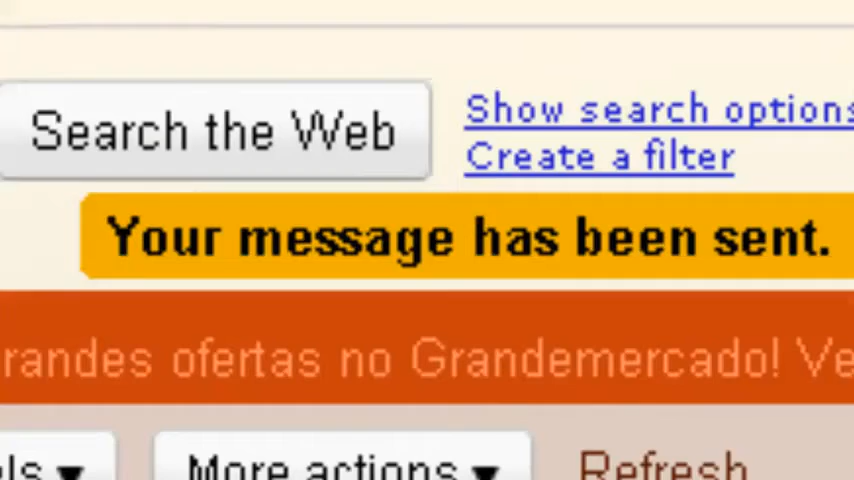 Search the Web
Show search options
Create a filter
Your message has been sent.
randes ofertas no Grandemercado! Ve
ls ▾ More actions ▾ Refresh